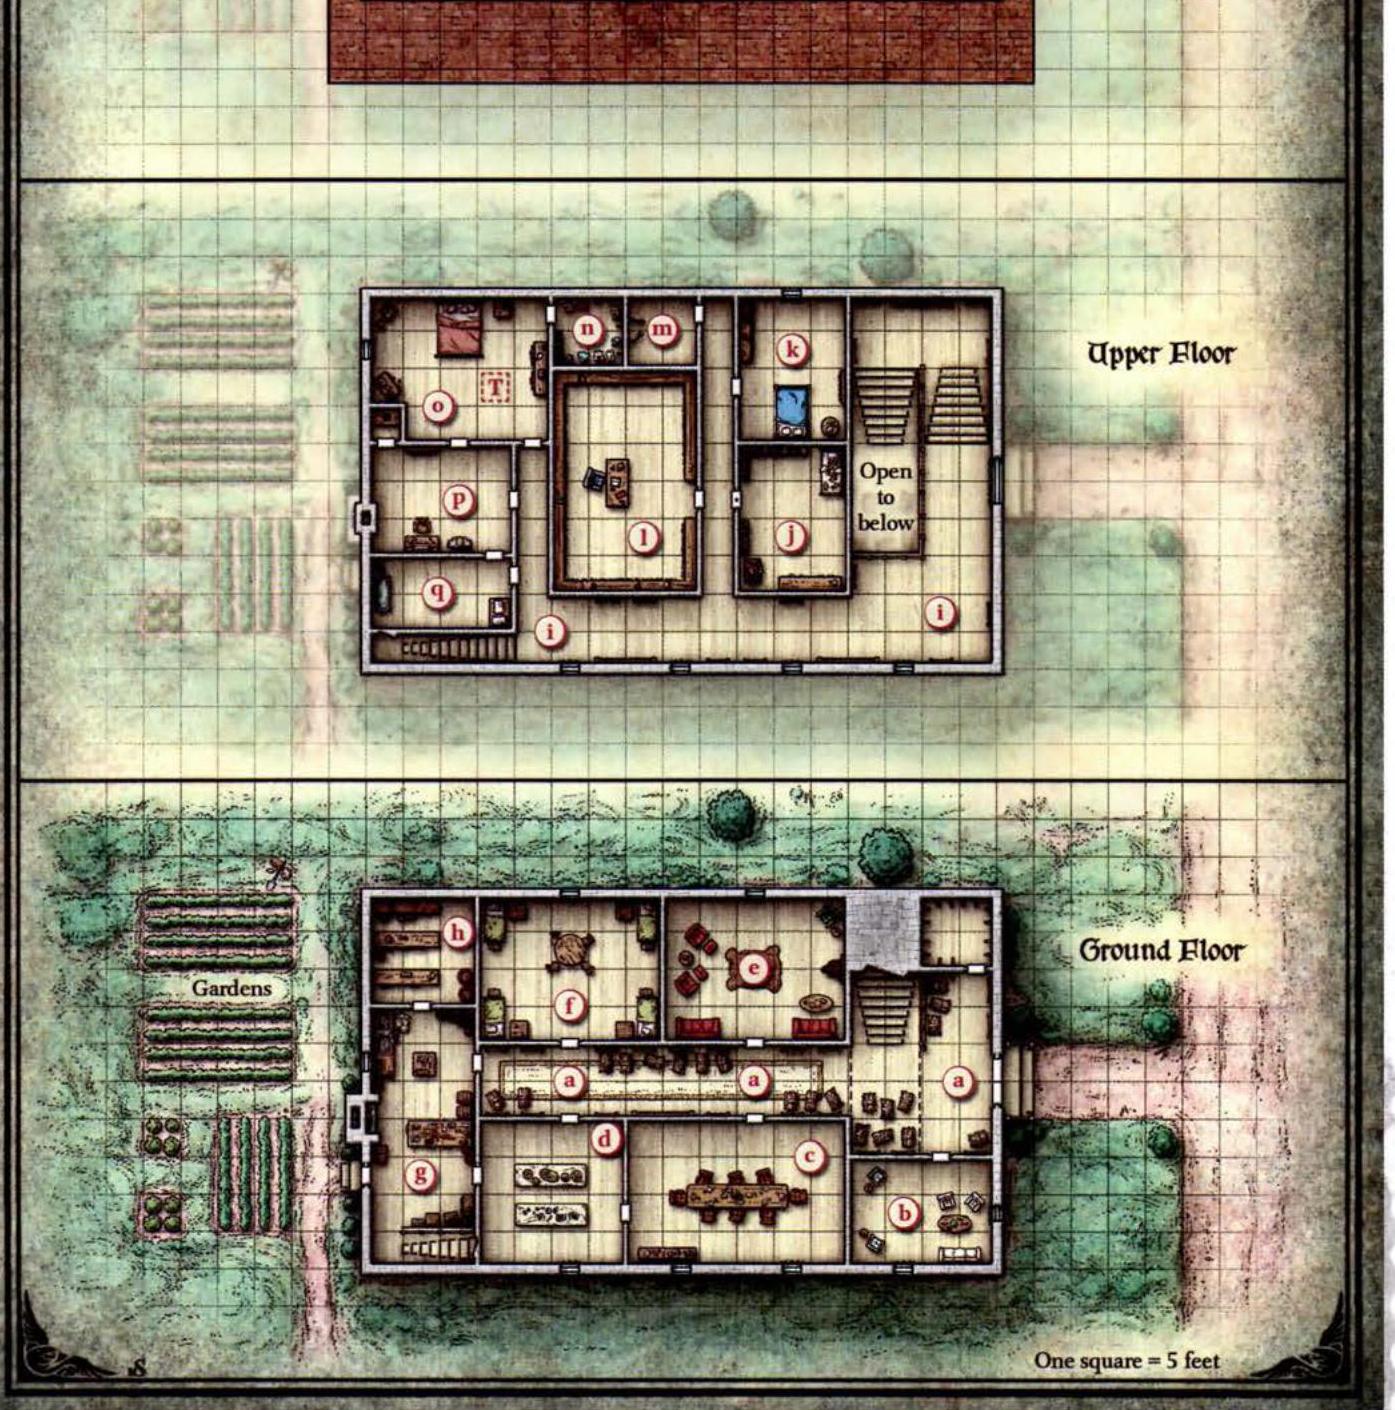 n
m
k
Upper Floor
T
o
Open
to
below
p
l
j
q
i
i
h
Ground Floor
e
Gardens
f
a
a
a
d
c
g
b
One square = 5 feet